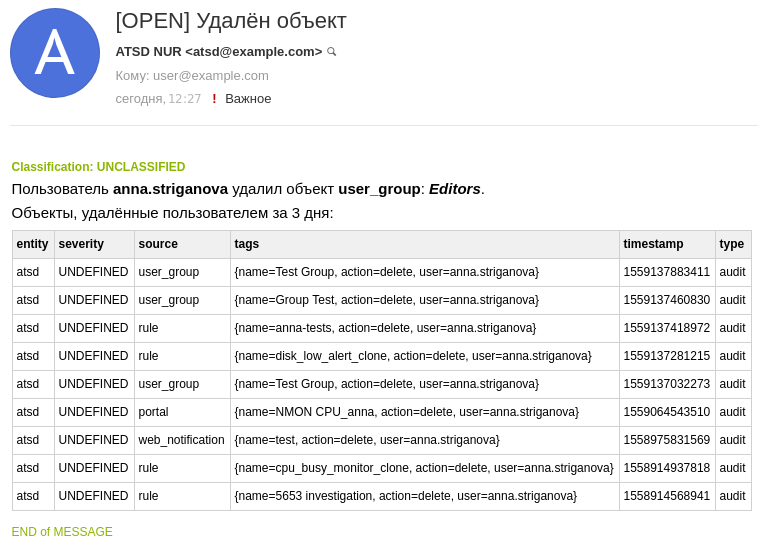 A
[OPEN] Удалён объект
ATSD NUR <atsd@example.com>
Кому: user@example.com
сегодня, 12:27 ! Важное
Classification: UNCLASSIFIED
Пользователь anna.striganova удалил объект user_group: Editors.
Объекты, удалённые пользователем за 3 дня:
entity severity source tags timestamp type
atsd UNDEFINED user_group {name=Test Group, action=delete, user=anna.striganova} 1559137883411 audit
atsd UNDEFINED user_group {name=Group Test, action=delete, user=anna.striganova} 1559137460830 audit
atsd UNDEFINED rule {name=anna-tests, action=delete, user=anna.striganova} 1559137418972 audit
atsd UNDEFINED rule {name=disk_low_alert_clone, action=delete, user=anna.striganova} 1559137281215 audit
atsd UNDEFINED user_group {name=Test Group, action=delete, user=anna.striganova} 1559137032273 audit
atsd UNDEFINED portal {name=NMON CPU_anna, action=delete, user=anna.striganova} 1559064543510 audit
atsd UNDEFINED web_notification {name=test, action=delete, user=anna.striganova} 1558975831569 audit
atsd UNDEFINED rule {name=cpu_busy_monitor_clone, action=delete, user=anna.striganova} 1558914937818 audit
atsd UNDEFINED rule {name=5653 investigation, action=delete, user=anna.striganova} 1558914568941 audit
END of MESSAGE